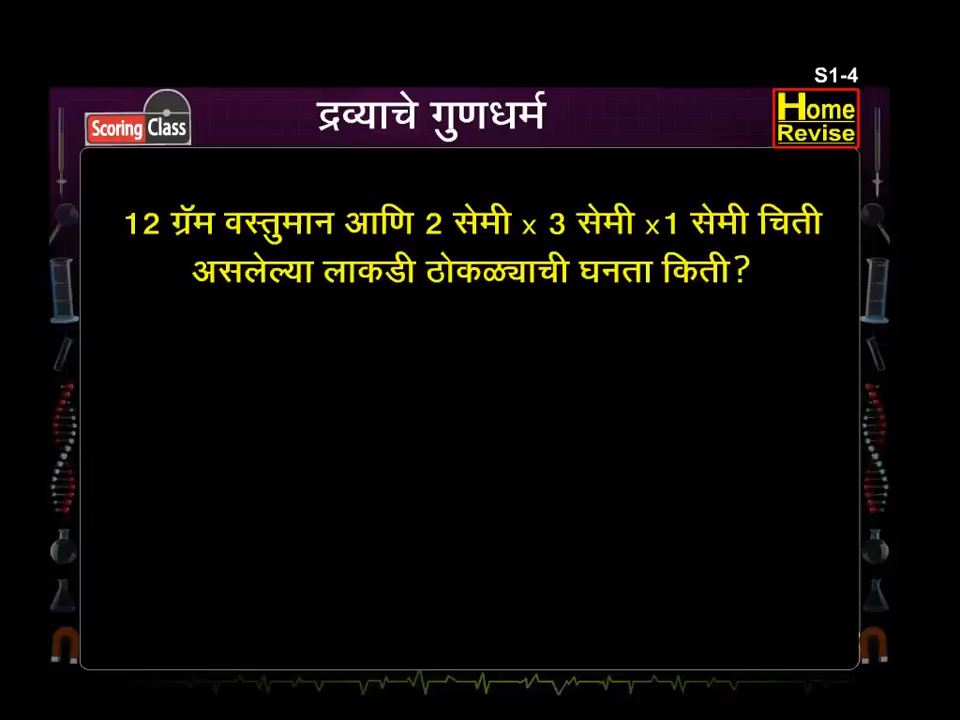 S1-4
Scoring Class
द्रव्याचे गुणधर्म
Home
Revise
12 ग्रॅम वस्तुमान आणि 2 सेमी x 3 सेमी x1 सेमी चिती
असलेल्या लाकडी ठोकळ्याची घनता किती?